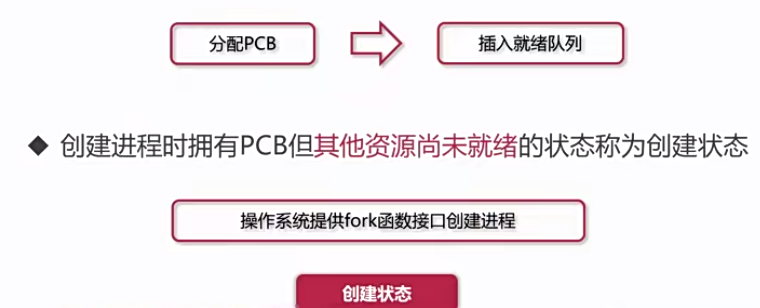 分配PCB
插入就绪队列
创建进程时拥有PCB但其他资源尚未就绪的状态称为创建状态
操作系统提供fork函数接口创建进程
创建状态